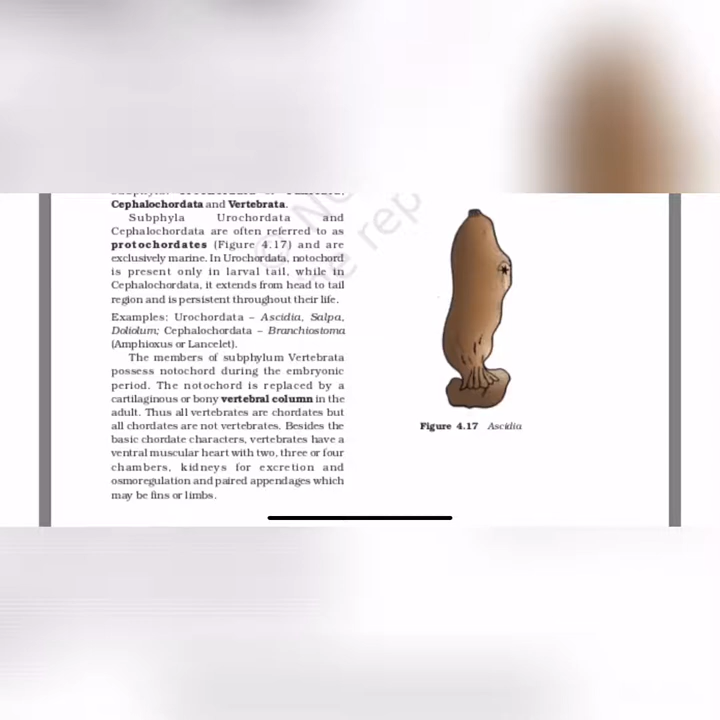 Cephalochordata and Vertebrata.
Subphyla Urochordata and
Cephalochordata are often referred to as
protochordates (Figure 4.17) and are
exclusively marine. In Urochordata, notochord
is present only in larval tail, while in
Cephalochordata, it extends from head to tail
region and is persistent throughout their life.
Examples: Urochordata – Ascidia, Salpa,
Doliolum; Cephalochordata – Branchiostoma
(Amphioxus or Lancelet).
The members of subphylum Vertebrata
possess notochord during the embryonic
period. The notochord is replaced by a
cartilaginous or bony vertebral column in the
adult. Thus all vertebrates are chordates but
all chordates are not vertebrates. Besides the
basic chordate characters, vertebrates have a
ventral muscular heart with two, three or four
chambers, kidneys for excretion and
osmoregulation and paired appendages which
may be fins or limbs.
Figure 4.17 Ascidia